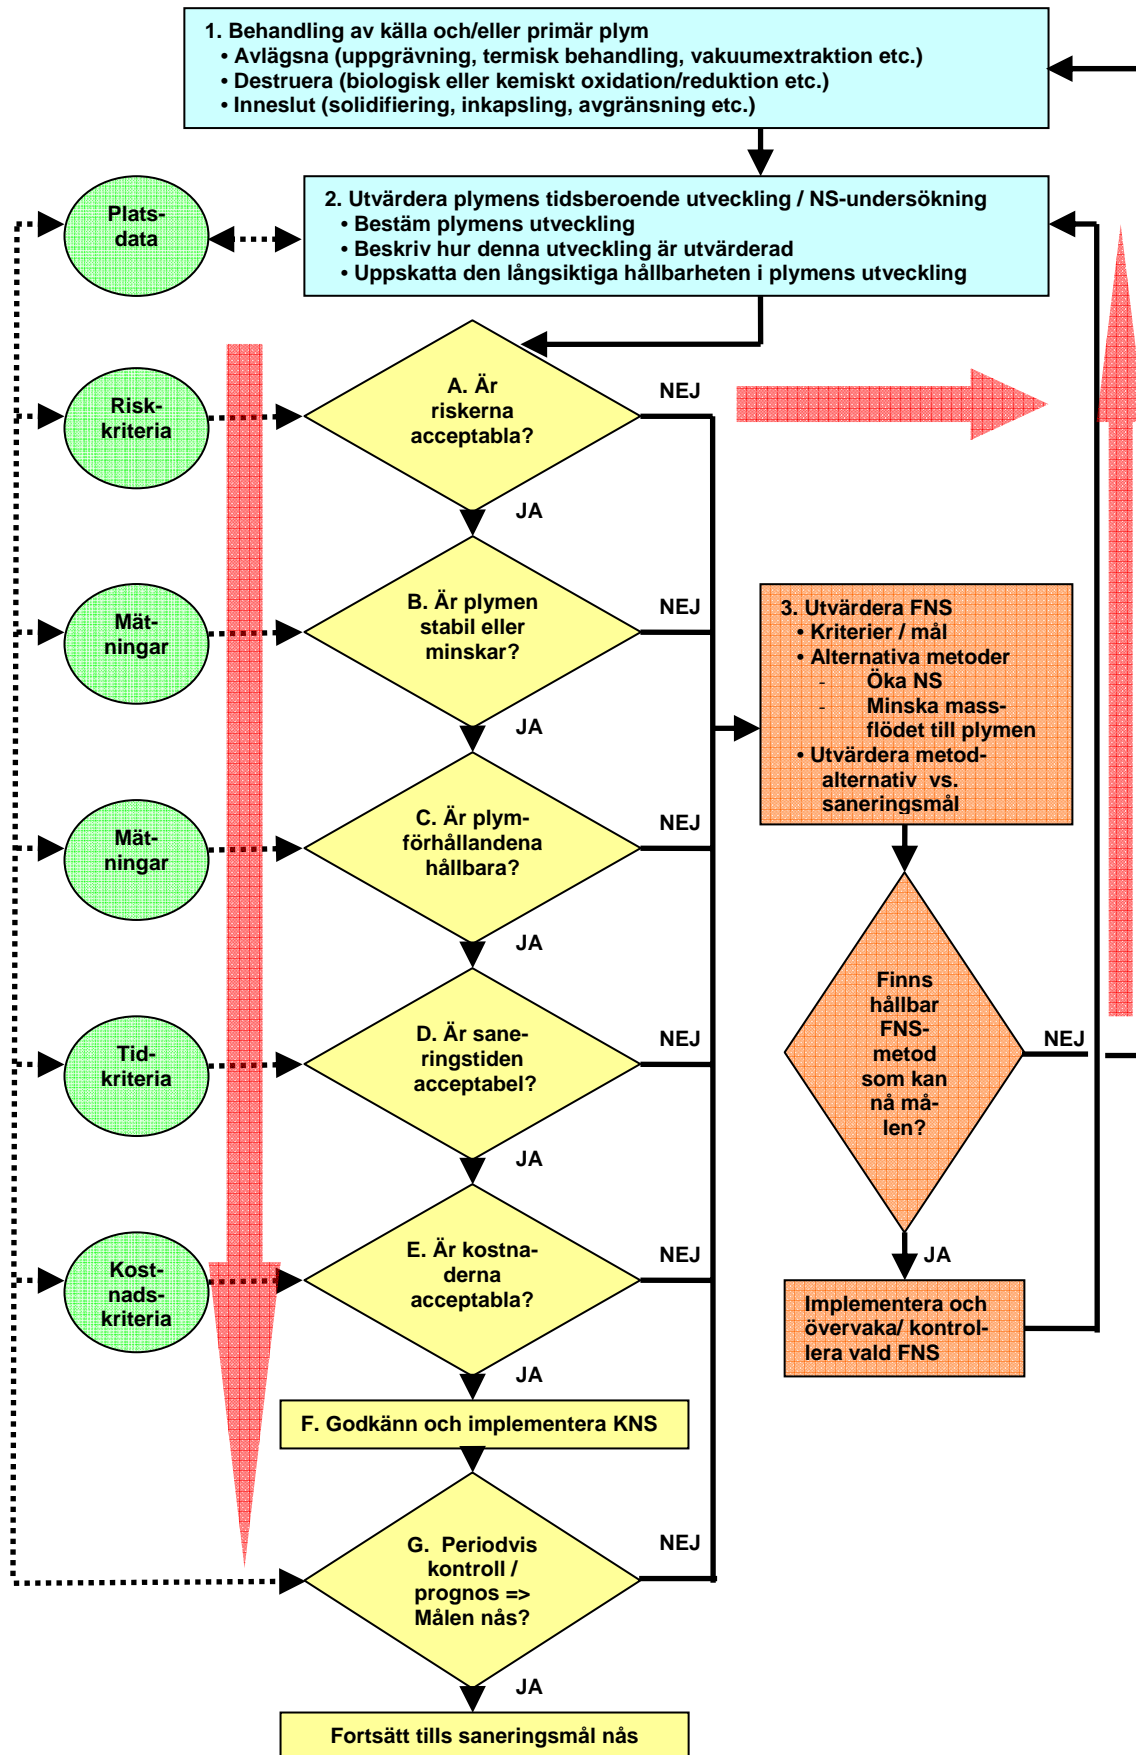 1. Behandling av källa och/eller primär plym
• Avlägsna (uppgrävning, termisk behandling, vakuumextraktion etc.)
• Destruera (biologisk eller kemiskt oxidation/reduktion etc.)
• Inneslut (solidifiering, inkapsling, avgränsning etc.)
Plats-
data
2. Utvärdera plymens tidsberoende utveckling / NS-undersökning
• Bestäm plymens utveckling
• Beskriv hur denna utveckling är utvärderad
• Uppskatta den långsiktiga hållbarheten i plymens utveckling
Risk-
kriteria
A. Är
riskerna
acceptabla?
NEJ
JA
Mät-
ningar
B. Är plymen
stabil eller
minskar?
NEJ
JA
3. Utvärdera FNS
• Kriterier / mål
• Alternativa metoder
- Öka NS
- Minska mass-
flödet till plymen
• Utvärdera metod-
alternativ vs.
saneringsmål
Mät-
ningar
C. Är plym-
förhållandena
hållbara?
NEJ
JA
Finns
hållbar
FNS-
metod
som kan
nå må-
len?
NEJ
JA
Tid-
kriteria
D. Är sane-
ringstiden
acceptabel?
NEJ
JA
Kost-
nads-
kriteria
E. Är kostna-
derna
acceptabla?
NEJ
JA
Implementera och
övervaka/ kontrol-
lera vald FNS
F. Godkänn och implementera KNS
G. Periodvis
kontroll /
prognos =>
Målen nås?
NEJ
JA
Fortsätt tills saneringsmål nås